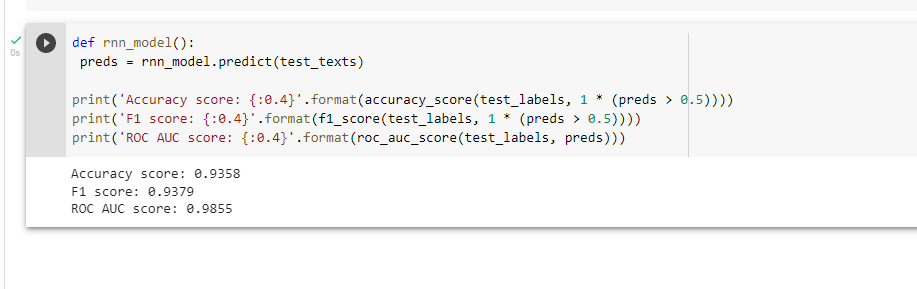 0s
def rnn_model():
 preds = rnn_model.predict(test_texts)
print('Accuracy score: {:0.4}'.format(accuracy_score(test_labels, 1 * (preds > 0.5))))
print('F1 score: {:0.4}'.format(f1_score(test_labels, 1 * (preds > 0.5))))
print('ROC AUC score: {:0.4}'.format(roc_auc_score(test_labels, preds)))
Accuracy score: 0.9358
F1 score: 0.9379
ROC AUC score: 0.9855